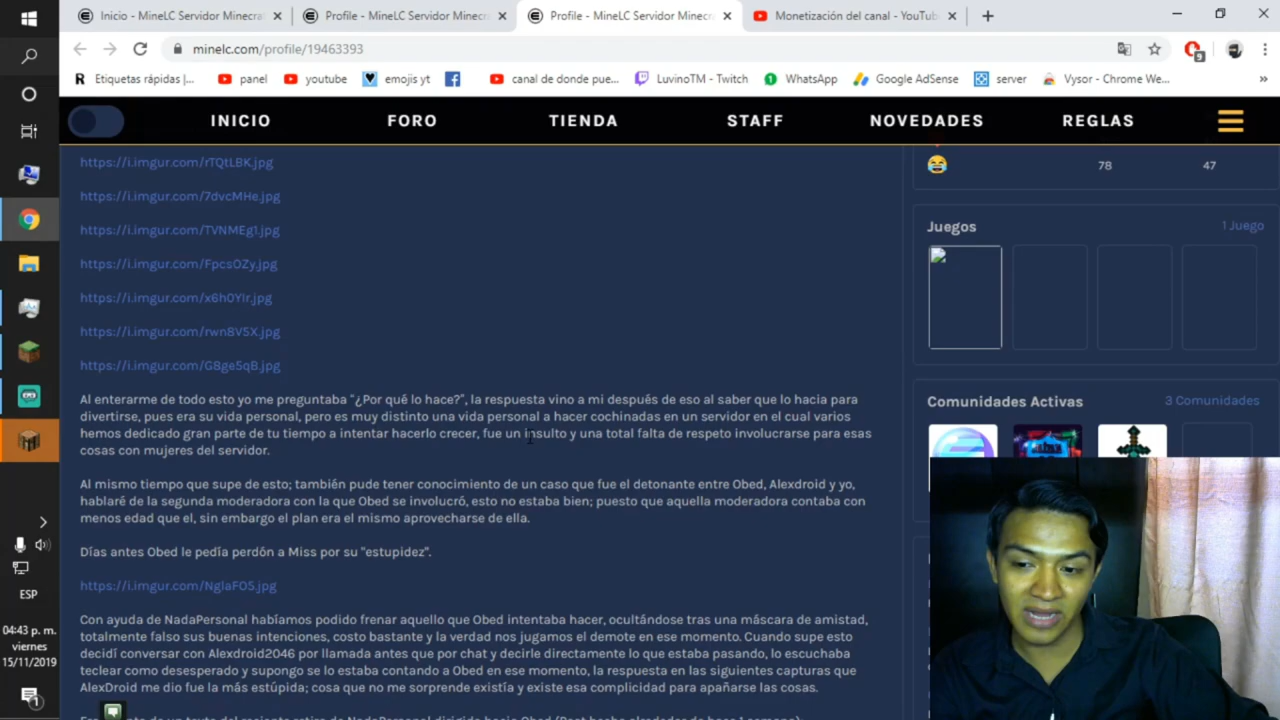 Inicio - MineLC Servidor Minecraf
Profile - MineLC Servidor Minecra
Profile - MineLC Servidor Minecra
Monetización del canal - YouTub
minelc.com/profile/19463393
Etiquetas rápidas |...
panel
youtube
emojis yt
canal de donde pue...
LuvinoTM - Twitch
WhatsApp
Google AdSense
server
Vysor - Chrome We...
INICIO
FORO
TIENDA
STAFF
NOVEDADES
REGLAS
https://i.imgur.com/rTQtLBK.jpg
https://i.imgur.com/7dvcMHe.jpg
https://i.imgur.com/TVNMEg1.jpg
https://i.imgur.com/FpcsOZy.jpg
https://i.imgur.com/x6h0YIr.jpg
https://i.imgur.com/rwn8V5X.jpg
https://i.imgur.com/G8ge5qB.jpg
Al enterarme de todo esto yo me preguntaba "¿Por qué lo hace?", la respuesta vino a mi después de eso al saber que lo hacia para
divertirse, pues era su vida personal, pero es muy distinto una vida personal a hacer cochinadas en un servidor en el cual varios
hemos dedicado gran parte de tu tiempo a intentar hacerlo crecer, fue un insulto y una total falta de respeto involucrarse para esas
cosas con mujeres del servidor.
Al mismo tiempo que supe de esto; también pude tener conocimiento de un caso que fue el detonante entre Obed, Alexdroid y yo,
hablaré de la segunda moderadora con la que Obed se involucró, esto no estaba bien; puesto que aquella moderadora contaba con
menos edad que el, sin embargo el plan era el mismo aprovecharse de ella.
Días antes Obed le pedía perdón a Miss por su "estupidez".
https://i.imgur.com/NglaFO5.jpg
Con ayuda de NadaPersonal habíamos podido frenar aquello que Obed intentaba hacer, ocultándose tras una máscara de amistad,
totalmente falso sus buenas intenciones, costo bastante y la verdad nos jugamos el demote en ese momento. Cuando supe esto
decidí conversar con Alexdroid2046 por llamada antes que por chat y decirle directamente lo que estaba pasando, lo escuchaba
teclear como desesperado y supongo se lo estaba contando a Obed en ese momento, la respuesta en las siguientes capturas que
AlexDroid me dio fue la más estúpida; cosa que no me sorprende existía y existe esa complicidad para apañarse las cosas.
78
47
Juegos
1 Juego
Comunidades Activas
3 Comunidades
ESP
04:43 p. m.
viernes
15/11/2019